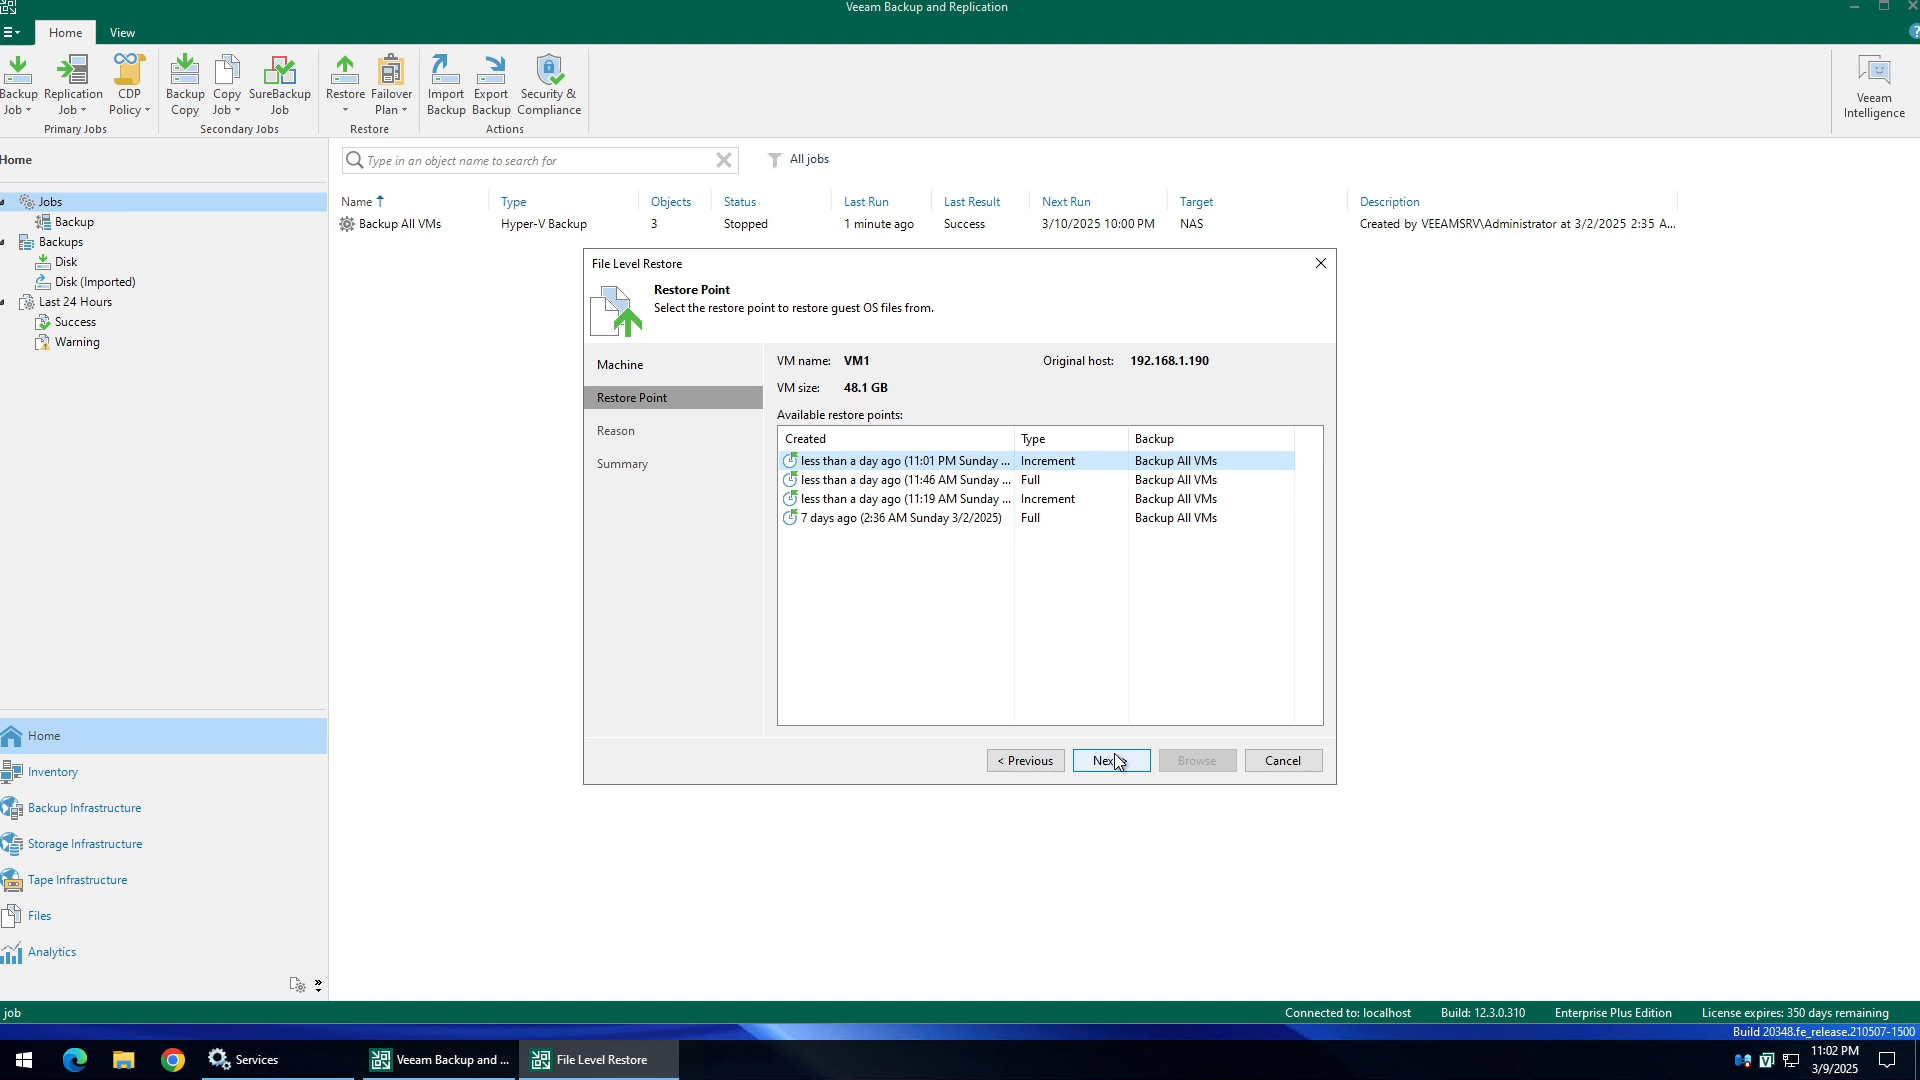 Veeam Backup and Replication
Home View
Backup Job
Replication Job
CDP Policy
Primary Jobs
Backup Copy
Copy Job
SureBackup Job
Secondary Jobs
Restore
Failover Plan
Restore
Import Backup
Export Backup
Security & Compliance
Actions
Veeam Intelligence
Home
Type in an object name to search for
All jobs
Jobs
Backup
Backups
Disk
Disk (Imported)
Last 24 Hours
Success
Warning
Name Type Objects Status Last Run Last Result Next Run Target Description
Backup All VMs Hyper-V Backup 3 Stopped 1 minute ago Success 3/10/2025 10:00 PM NAS Created by VEEAMSRV\Administrator at 3/2/2025 2:35 A...
File Level Restore
Restore Point
Select the restore point to restore guest OS files from.
Machine
Restore Point
Reason
Summary
VM name: VM1 Original host: 192.168.1.190
VM size: 48.1 GB
Available restore points:
Created Type Backup
less than a day ago (11:01 PM Sunday ... Increment Backup All VMs
less than a day ago (11:46 AM Sunday ... Full Backup All VMs
less than a day ago (11:19 AM Sunday ... Increment Backup All VMs
7 days ago (2:36 AM Sunday 3/2/2025) Full Backup All VMs
< Previous Next > Browse Cancel
Home
Inventory
Backup Infrastructure
Storage Infrastructure
Tape Infrastructure
Files
Analytics
job Connected to: localhost Build: 12.3.0.310 Enterprise Plus Edition License expires: 350 days remaining
Build 20348.fe_release.210507-1500
Services Veeam Backup and ... File Level Restore
11:02 PM
3/9/2025